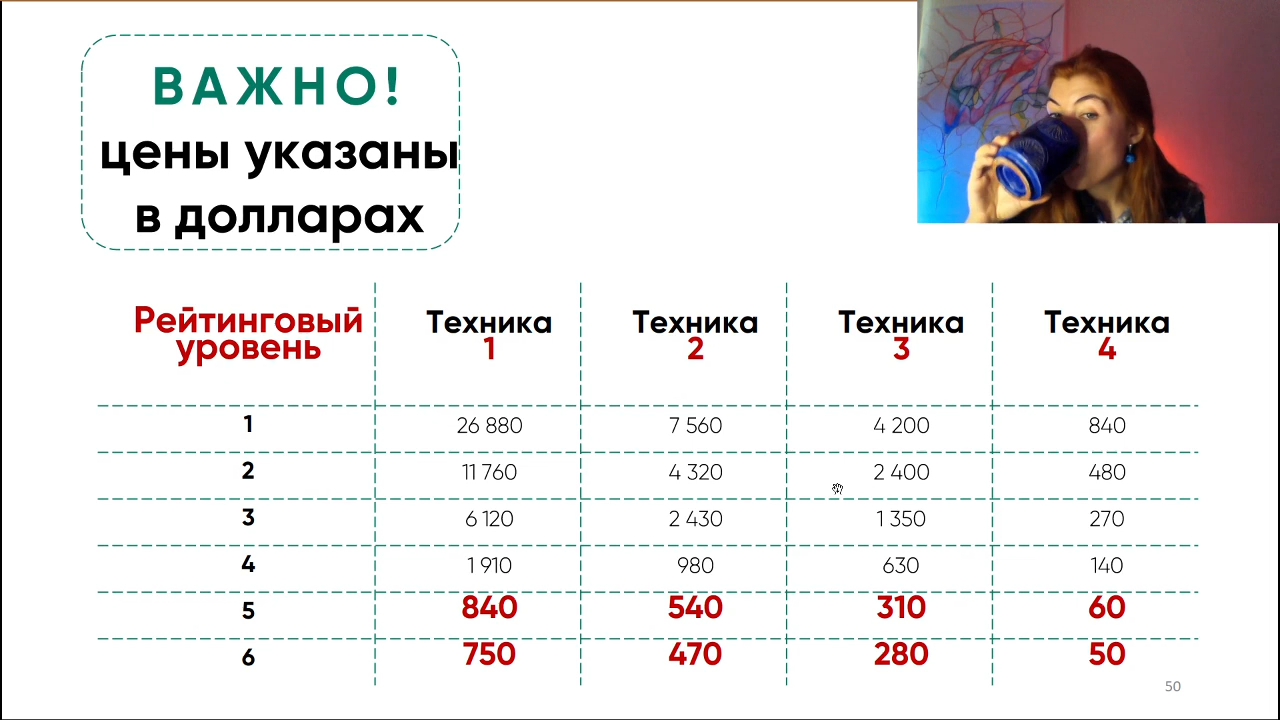 ВАЖНО!
цены указаны
в долларах
Рейтинговый уровень Техника 1 Техника 2 Техника 3 Техника 4
1 26 880 7 560 4 200 840
2 11 760 4 320 2 400 480
3 6 120 2 430 1 350 270
4 1 910 980 630 140
5 840 540 310 60
6 750 470 280 50
50